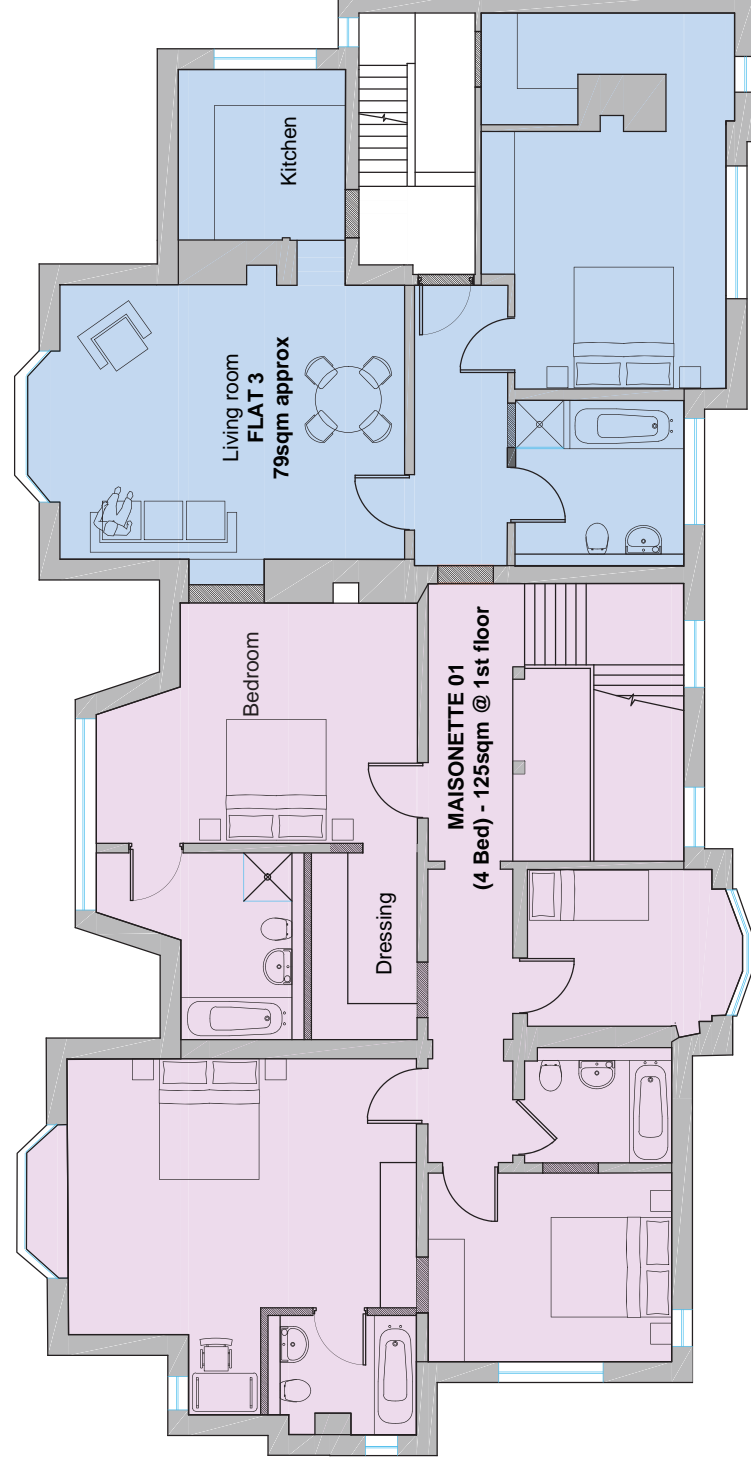 Kitchen
Living room
FLAT 3
79sqm approx
Bedroom
MAISONETTE 01
(4 Bed) - 125sqm @ 1st floor
Dressing